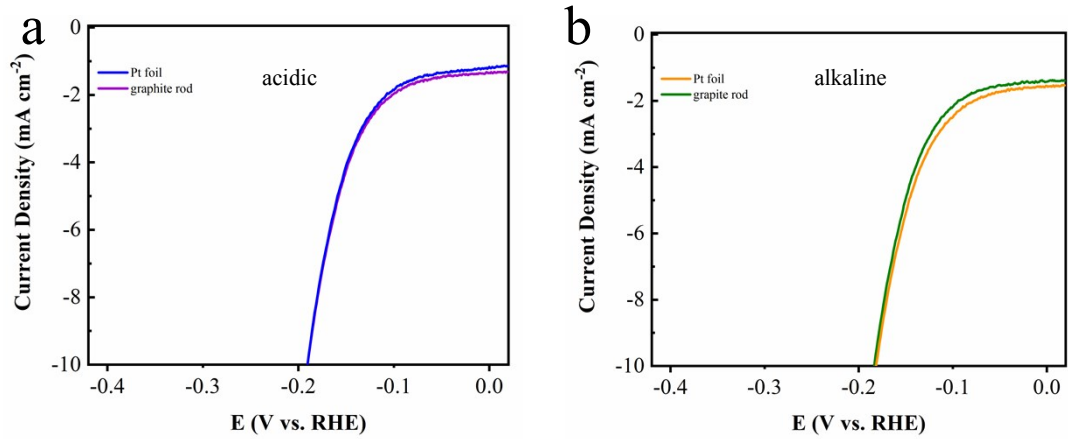 a
0
-2
-4
-6
-8
-10
Current Density (mA cm-2)
Pt foil
graphite rod
acidic
-0.4
-0.3
-0.2
-0.1
0.0
E (V vs. RHE)
b
0
-2
-4
-6
-8
-10
Current Density (mA cm-2)
Pt foil
grapite rod
alkaline
-0.4
-0.3
-0.2
-0.1
0.0
E (V vs. RHE)